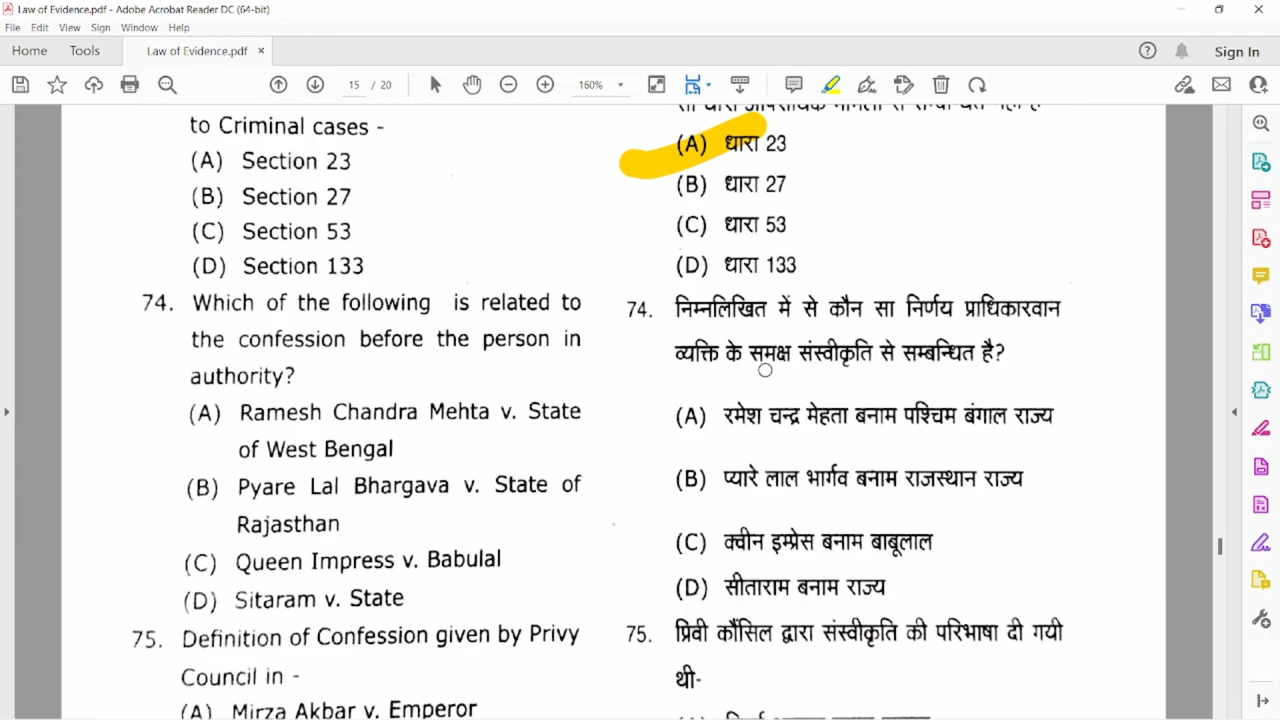 Law of Evidence.pdf - Adobe Acrobat Reader DC (64-bit)
File Edit View Sign Window Help
Home Tools Law of Evidence.pdf × Sign In
15 / 20 160%
to Criminal cases -
(A) Section 23
(B) Section 27
(C) Section 53
(D) Section 133
74. Which of the following is related to
the confession before the person in
authority?
(A) Ramesh Chandra Mehta v. State
of West Bengal
(B) Pyare Lal Bhargava v. State of
Rajasthan
(C) Queen Impress v. Babulal
(D) Sitaram v. State
75. Definition of Confession given by Privy
Council in -
(A) Mirza Akbar v. Emperor
(A) धारा 23
(B) धारा 27
(C) धारा 53
(D) धारा 133
74. निम्नलिखित में से कौन सा निर्णय प्राधिकारवान
व्यक्ति के समक्ष संस्वीकृति से सम्बन्धित है?
(A) रमेश चन्द्र मेहता बनाम पश्चिम बंगाल राज्य
(B) प्यारे लाल भार्गव बनाम राजस्थान राज्य
(C) क्वीन इम्प्रेस बनाम बाबूलाल
(D) सीताराम बनाम राज्य
75. प्रिवी कौंसिल द्वारा संस्वीकृति की परिभाषा दी गयी
थी-